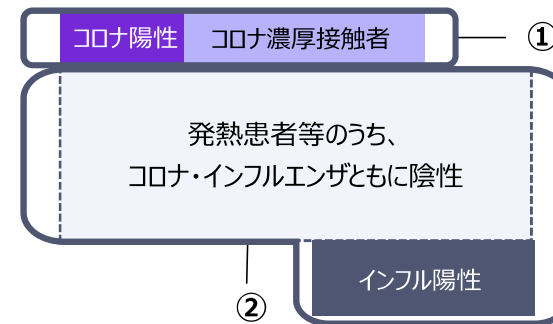 コロナ陽性
コロナ濃厚接触者
①
発熱患者等のうち、
コロナ・インフルエンザともに陰性
インフル陽性
②